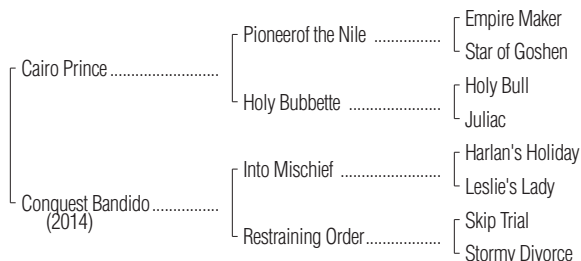 Empire Maker
Pioneerof the Nile ..................
Star of Goshen
Cairo Prince ........................
Holy Bull
Holy Bubbette .....................
Juliac
Harlan's Holiday
Into Mischief .......................
Leslie's Lady
Conquest Bandido ...............
(2014)
Skip Trial
Restraining Order.................
Stormy Divorce